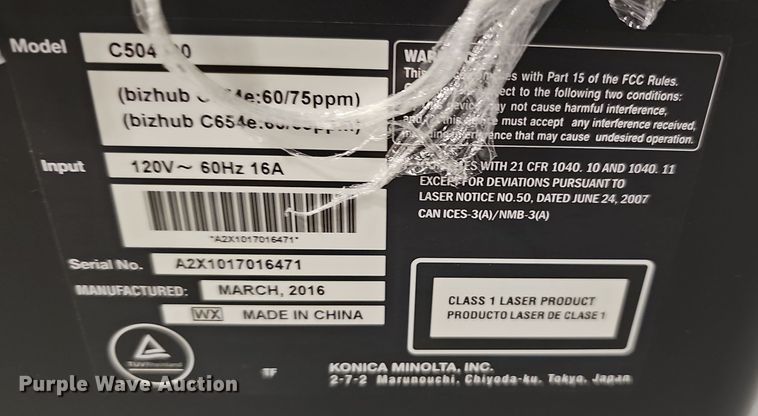 Model
(bizhub
:60/75ppm)
(bizhub C654e:
Input 120V~ 60Hz 16A
*A2X1017016471*
Serial No. A2X1017016471
MANUFACTURED: MARCH, 2016
WX MADE IN CHINA
TF
with Part 15 of the FCC Rules.
to the following two conditions:
not cause harmful interference,
must accept any interference received,
that may cause undesired operation.
WITH 21 CFR 1040. 10 AND 1040. 11
EXCEPT FOR DEVIATIONS PURSUANT TO
LASER NOTICE NO.50, DATED JUNE 24, 2007
CAN ICES-3(A)/NMB-3(A)
CLASS 1 LASER PRODUCT
PRODUCTO LASER DE CLASE 1
KONICA MINOLTA, INC.
2-7-2 Marunouchi, Chiyoda-ku, Tokyo, Japan
Purple Wave Auction